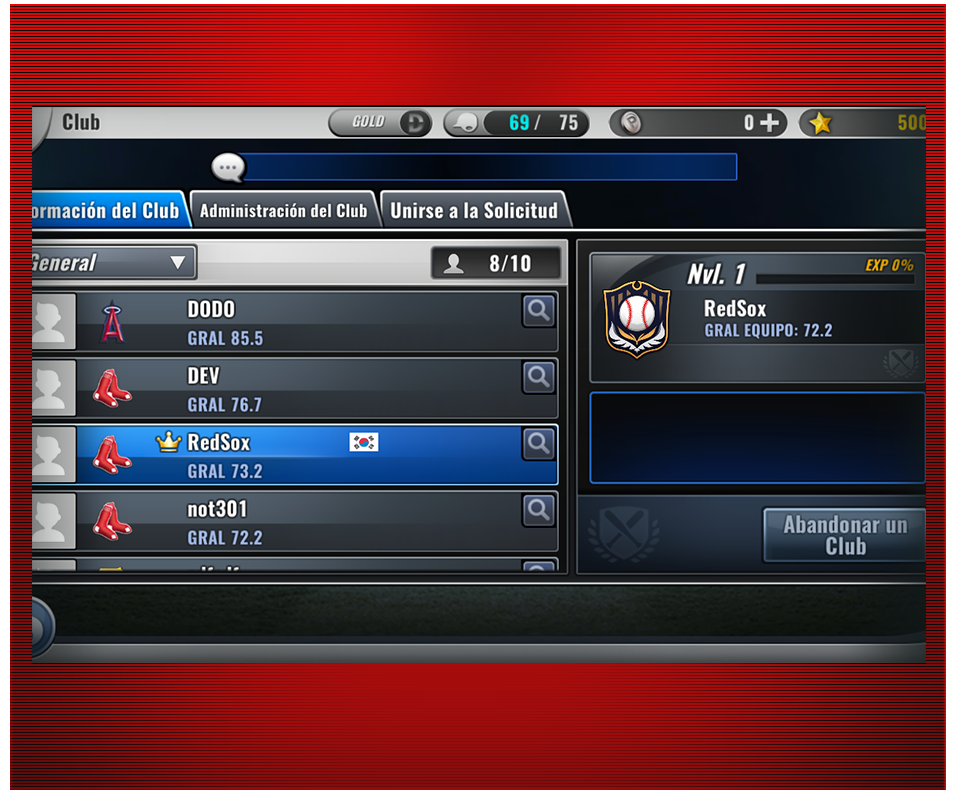 Club
GOLD D
69 / 75
0
500
ormación del Club
Administración del Club
Unirse a la Solicitud
General
8/10
DODO
GRAL 85.5
DEV
GRAL 76.7
RedSox
GRAL 73.2
not301
GRAL 72.2
Nvl. 1
EXP 0%
RedSox
GRAL EQUIPO: 72.2
Abandonar un
Club